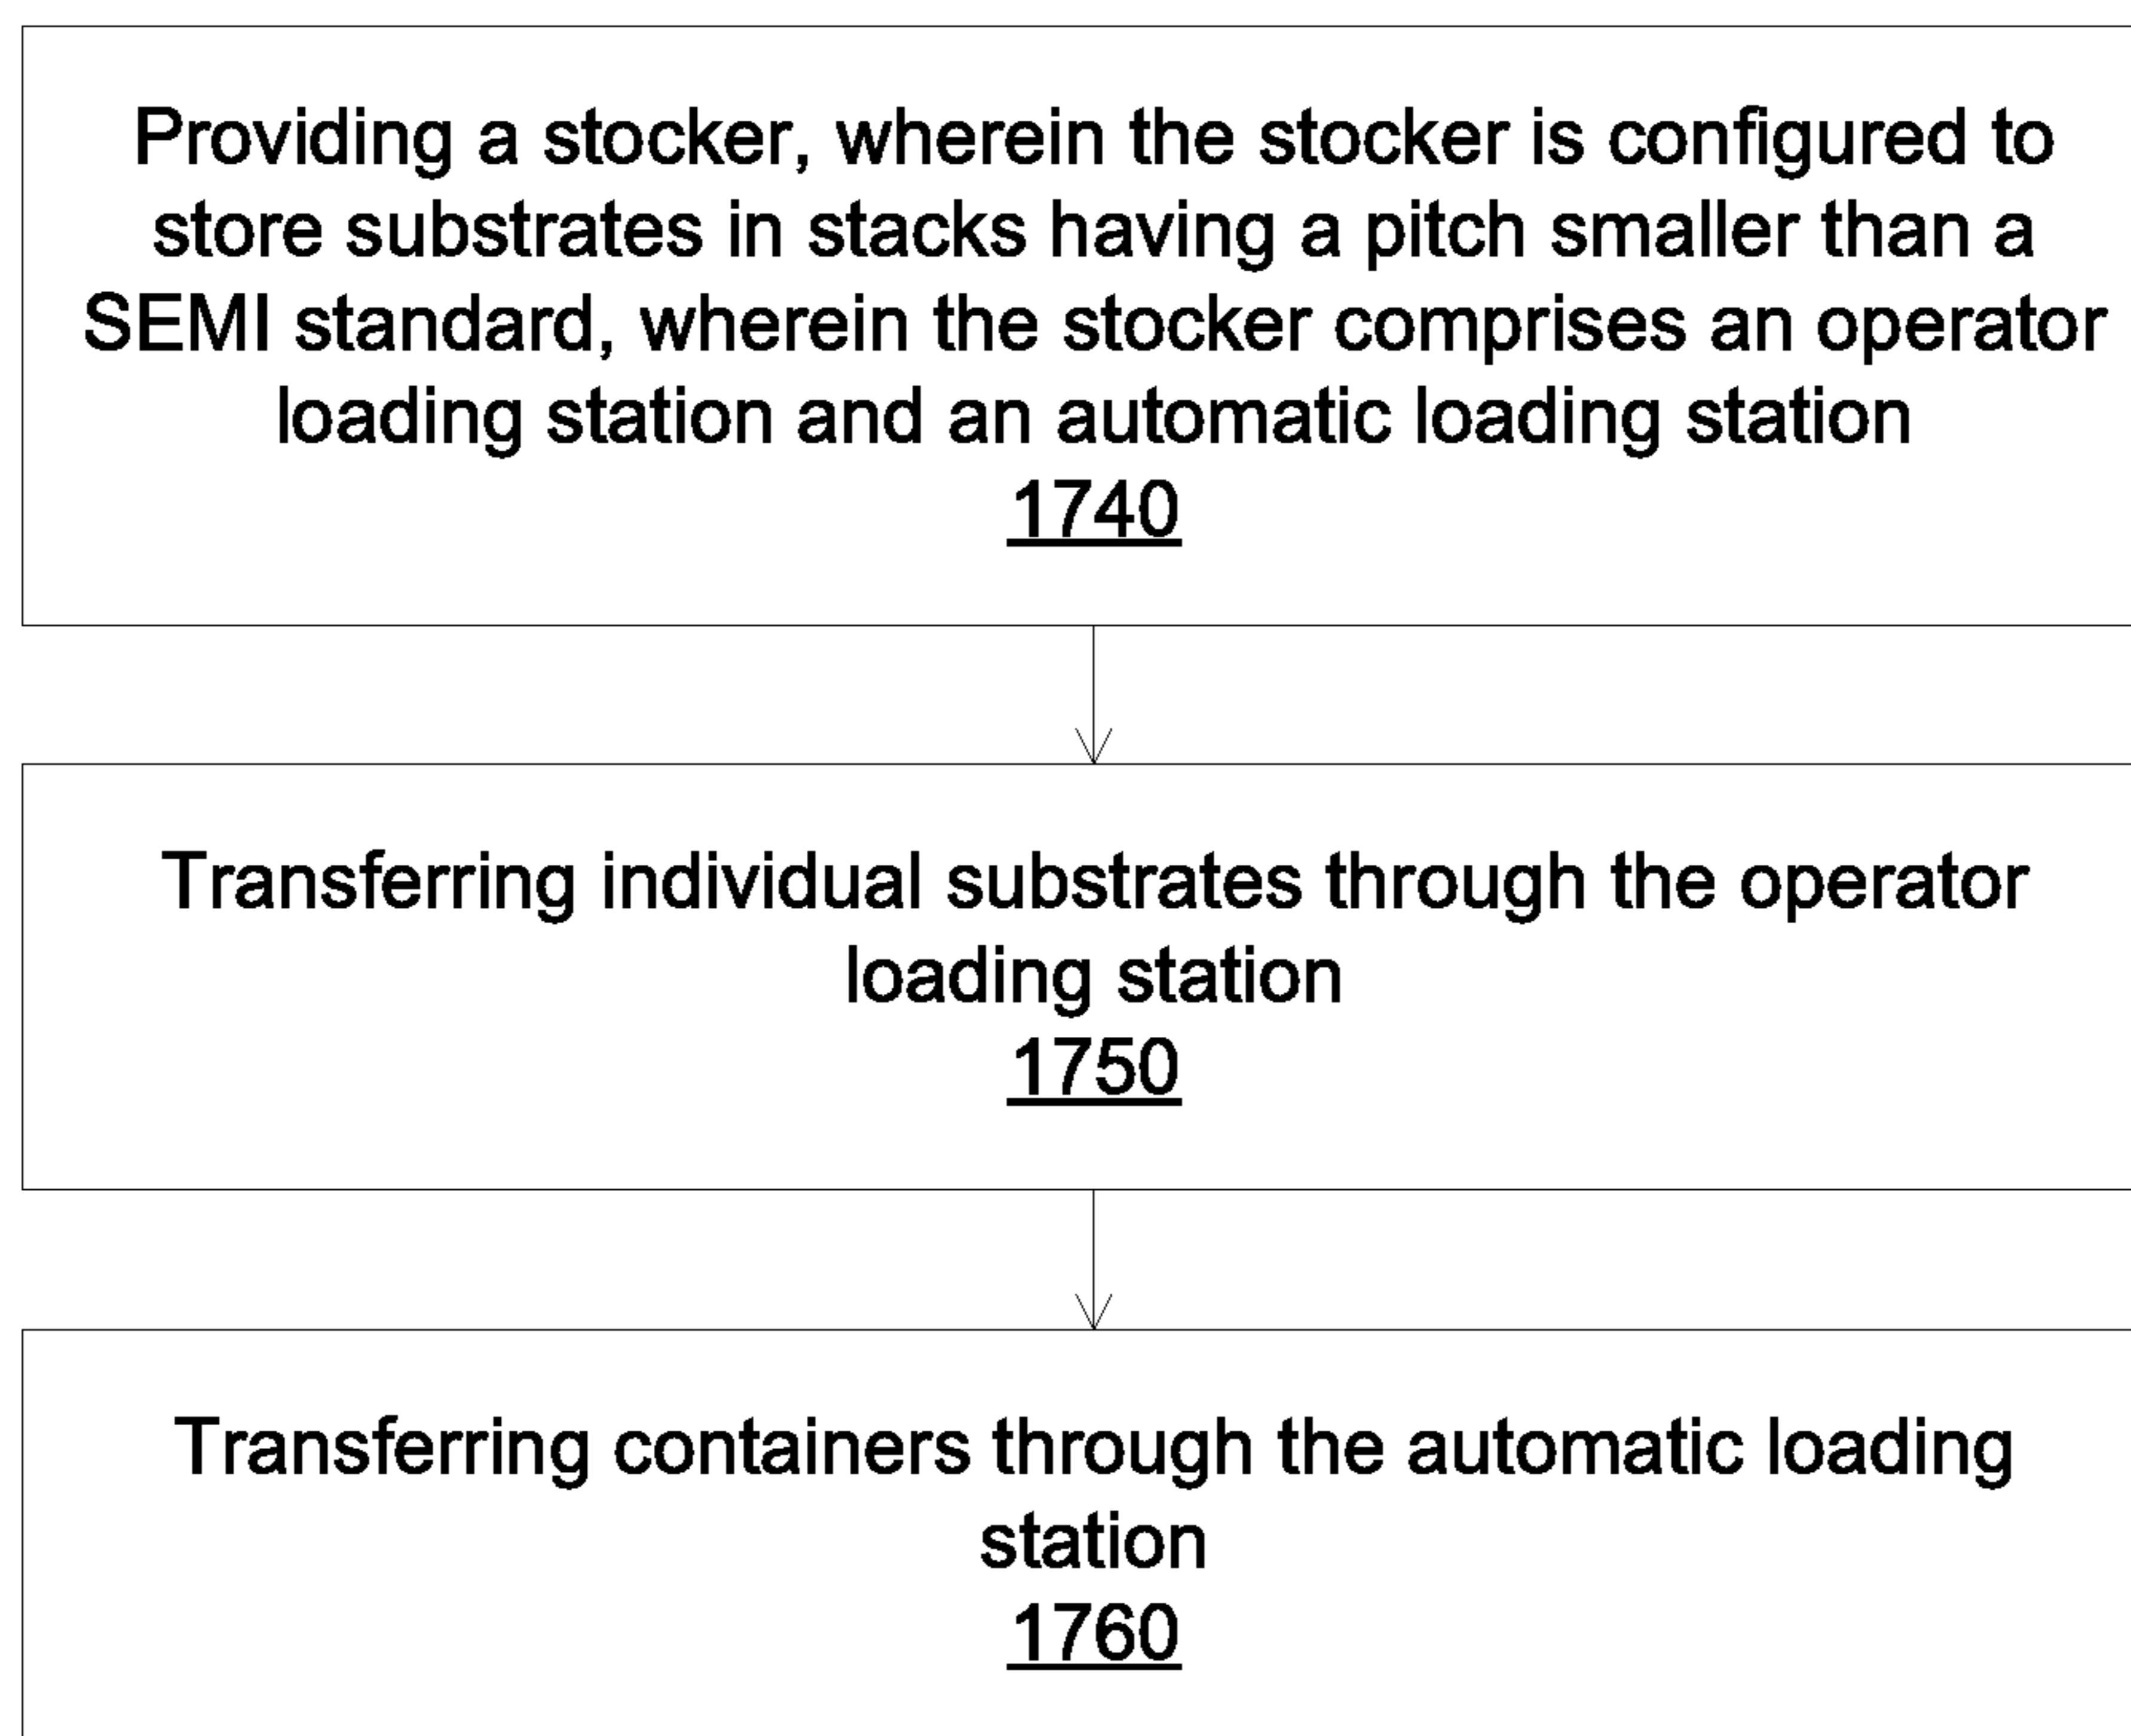 Providing a stocker, wherein the stocker is configured to
store substrates in stacks having a pitch smaller than a
SEMI standard, wherein the stocker comprises an operator
loading station and an automatic loading station
1740
Transferring individual substrates through the operator
loading station
1750
Transferring containers through the automatic loading
station
1760